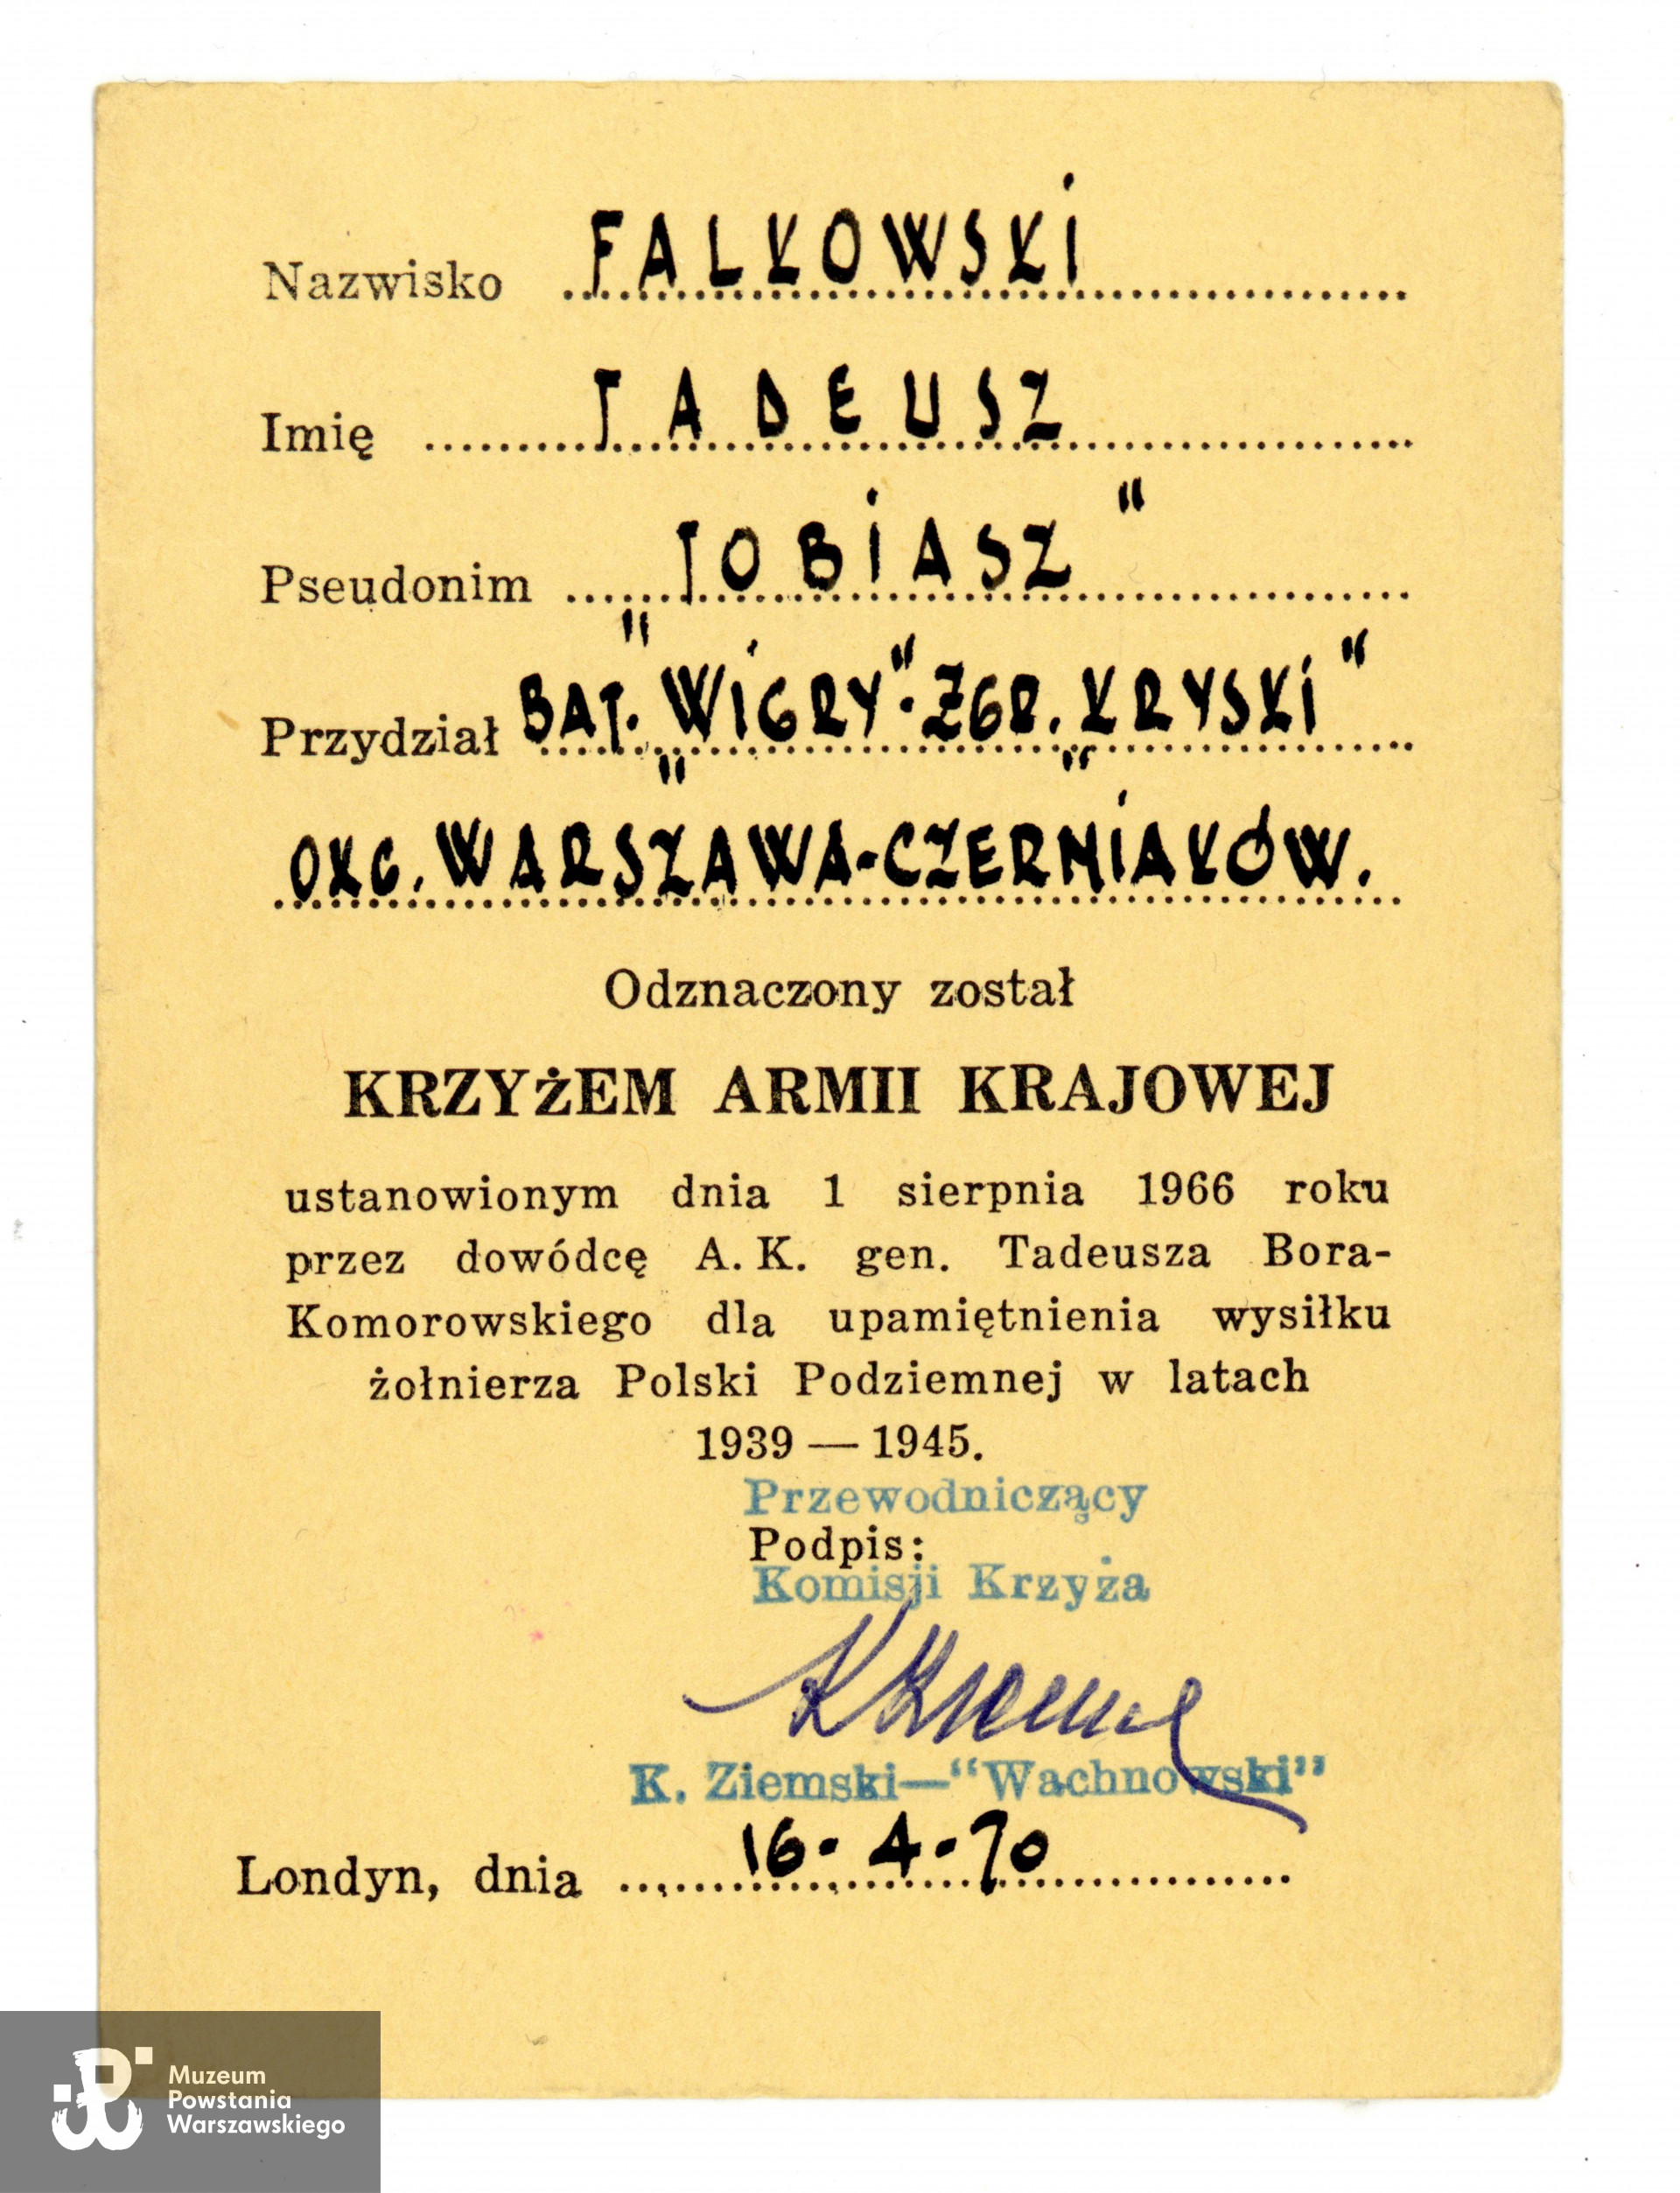 Nazwisko FALKOWSKI
Imię TADEUSZ
Pseudonim „TOBIASZ”
Przydział BAT. „WIGRY”-ZGR. „KRYSKI”
OKG. WARSZAWA-CZERNIAKÓW.
Odznaczony został
KRZYŻEM ARMII KRAJOWEJ
ustanowionym dnia 1 sierpnia 1966 roku
przez dowódcę A. K. gen. Tadeusza Bora-
Komorowskiego dla upamiętnienia wysiłku
żołnierza Polski Podziemnej w latach
1939 — 1945.
Przewodniczący
Podpis:
Komisji Krzyża
K. Ziemski—“Wachnowski”
Londyn, dnia 16-4-70
Muzeum
Powstania
Warszawskiego